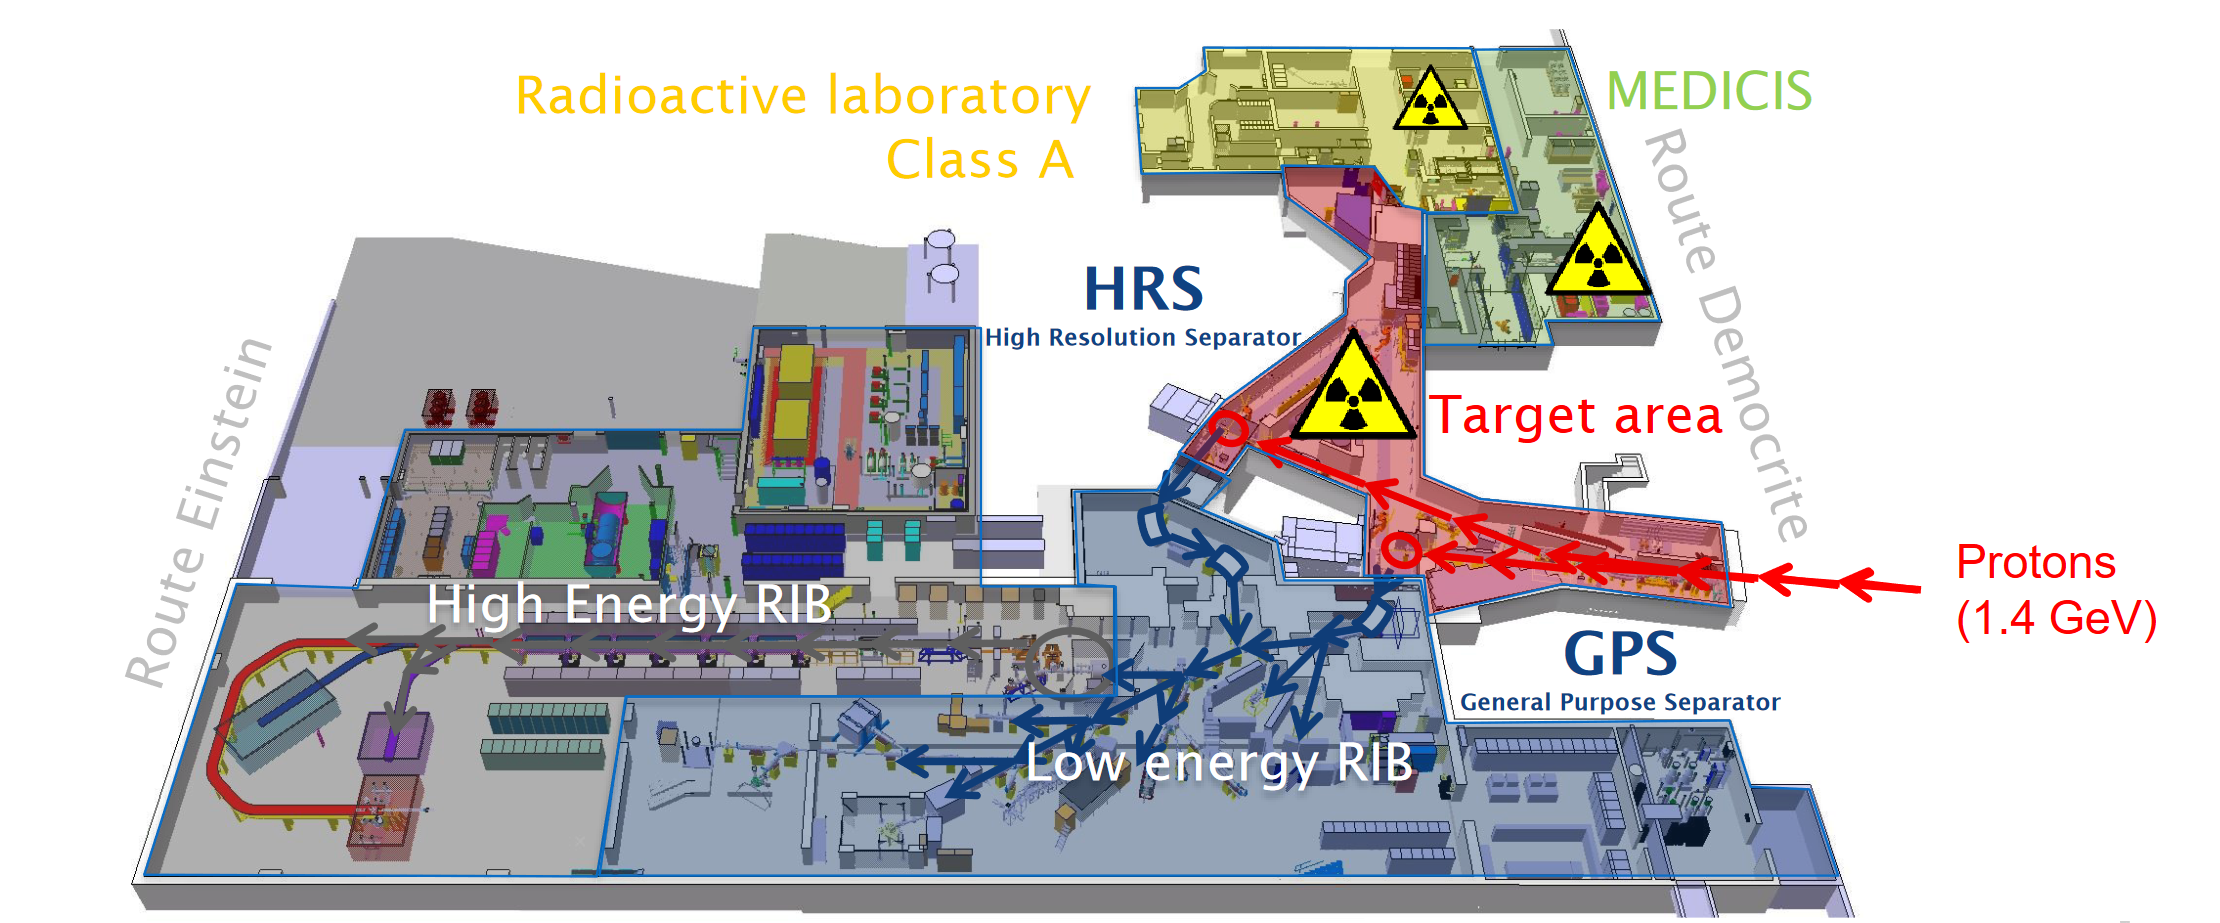 Radioactive laboratory
Class A
MEDICIS
Route Democrite
HRS
High Resolution Separator
Route Einstein
Target area
Protons
(1.4 GeV)
High Energy RIB
GPS
General Purpose Separator
Low energy RIB